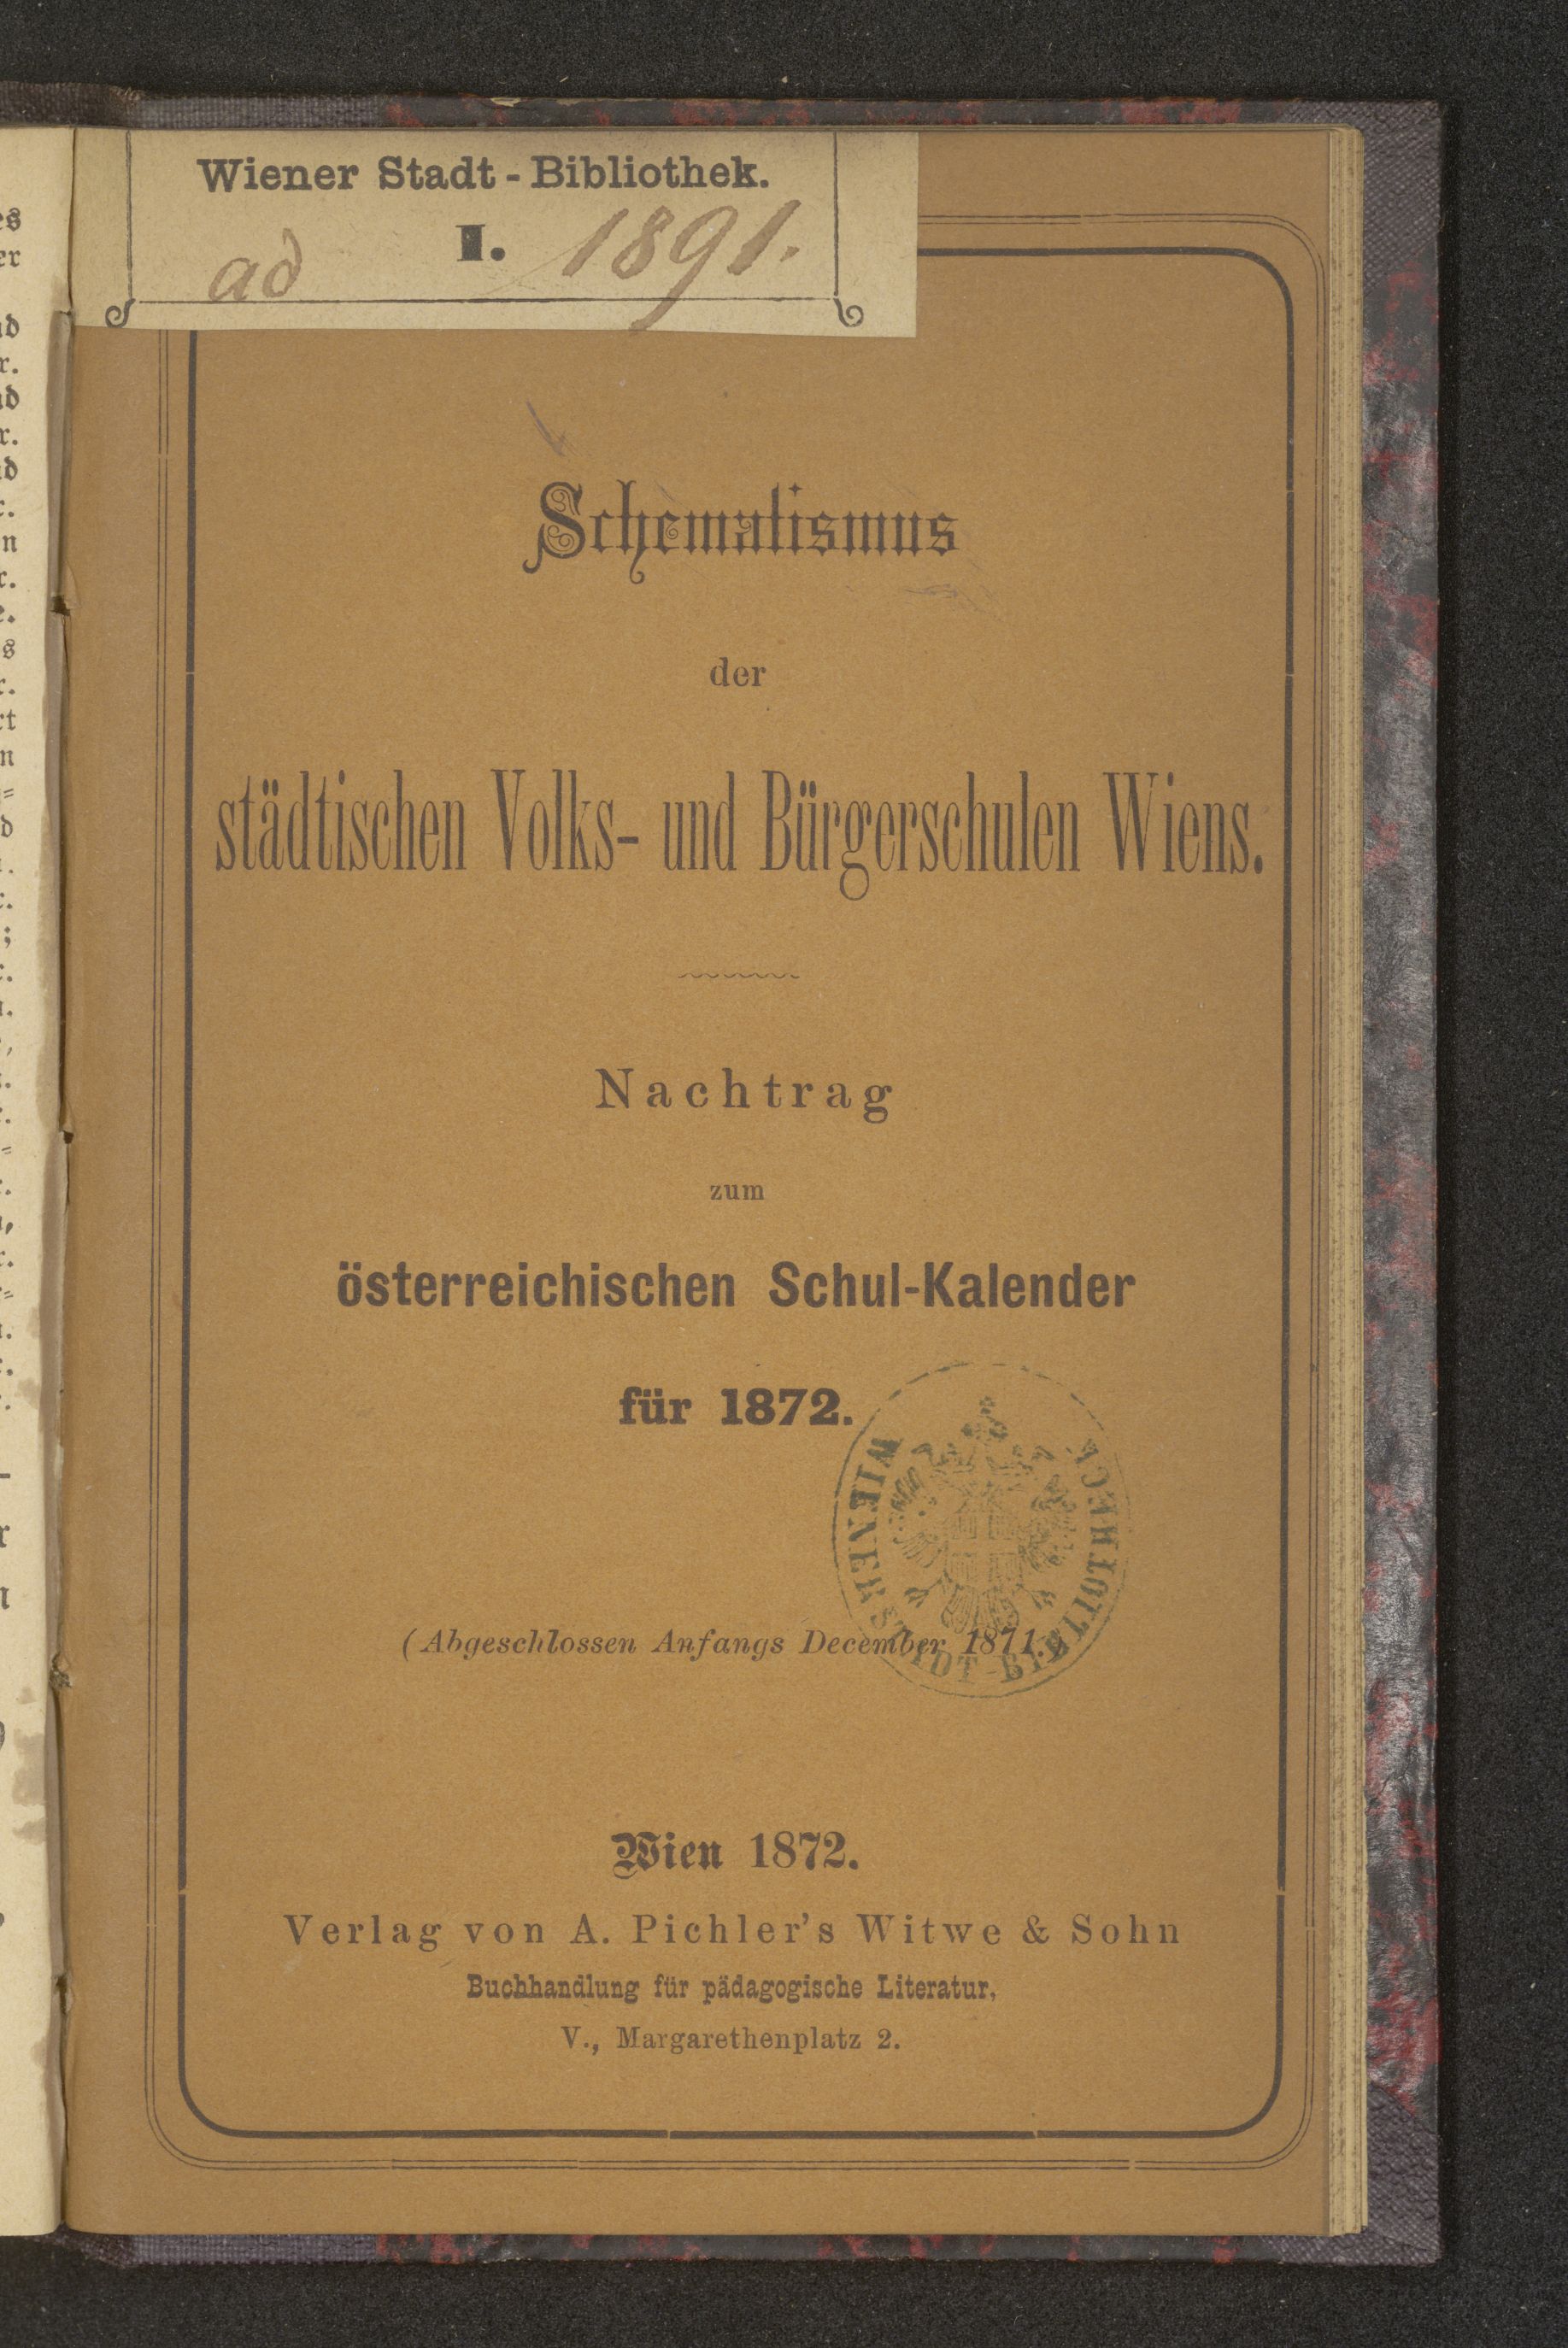 Wiener Stadt-Bibliothek.
ad I. 1891.
Schematismus
der
städtischen Volks- und Bürgerschulen Wiens.
Nachtrag
zum
österreichischen Schul-Kalender
für 1872.
WIENER STADT-BIBLIOTHECK
(Abgeschlossen Anfangs December 1871.)
Wien 1872.
Verlag von A. Pichler's Witwe & Sohn
Buchhandlung für pädagogische Literatur,
V., Margarethenplatz 2.